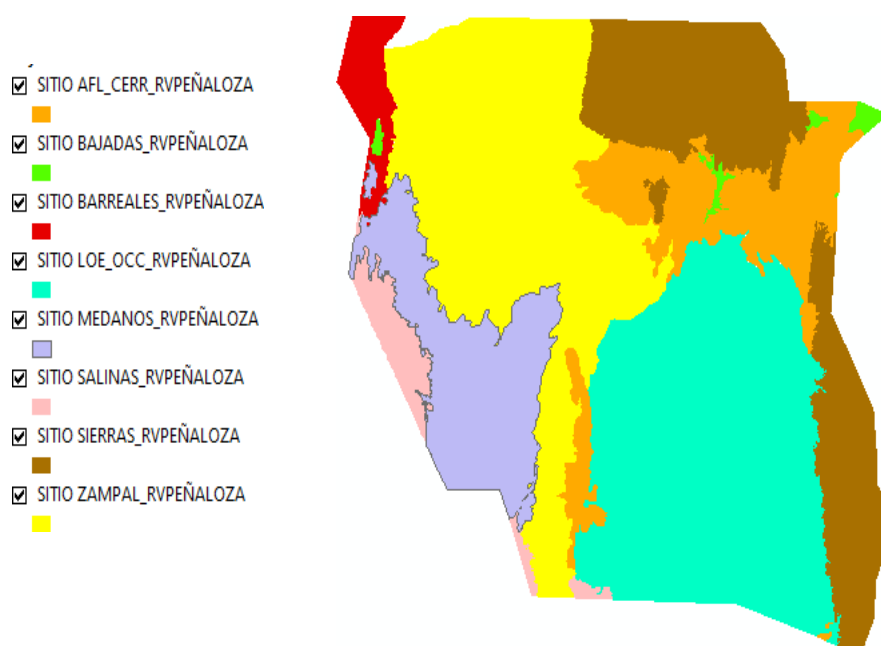 SITIO AFL_CERR_RVPEÑALOZA
SITIO BAJADAS_RVPEÑALOZA
SITIO BARREALES_RVPEÑALOZA
SITIO LOE_OCC_RVPEÑALOZA
SITIO MEDANOS_RVPEÑALOZA
SITIO SALINAS_RVPEÑALOZA
SITIO SIERRAS_RVPEÑALOZA
SITIO ZAMPAL_RVPEÑALOZA